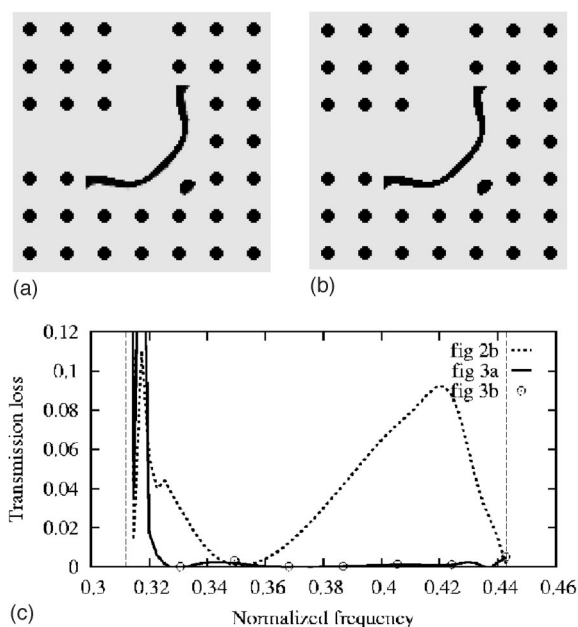 (a)
(b)
0.12
0.1
0.08
0.06
0.04
0.02
0
Transmission loss
fig 2b
fig 3a
fig 3b
0.3 0.32 0.34 0.36 0.38 0.40 0.42 0.44 0.46
(c)
Normalized frequency